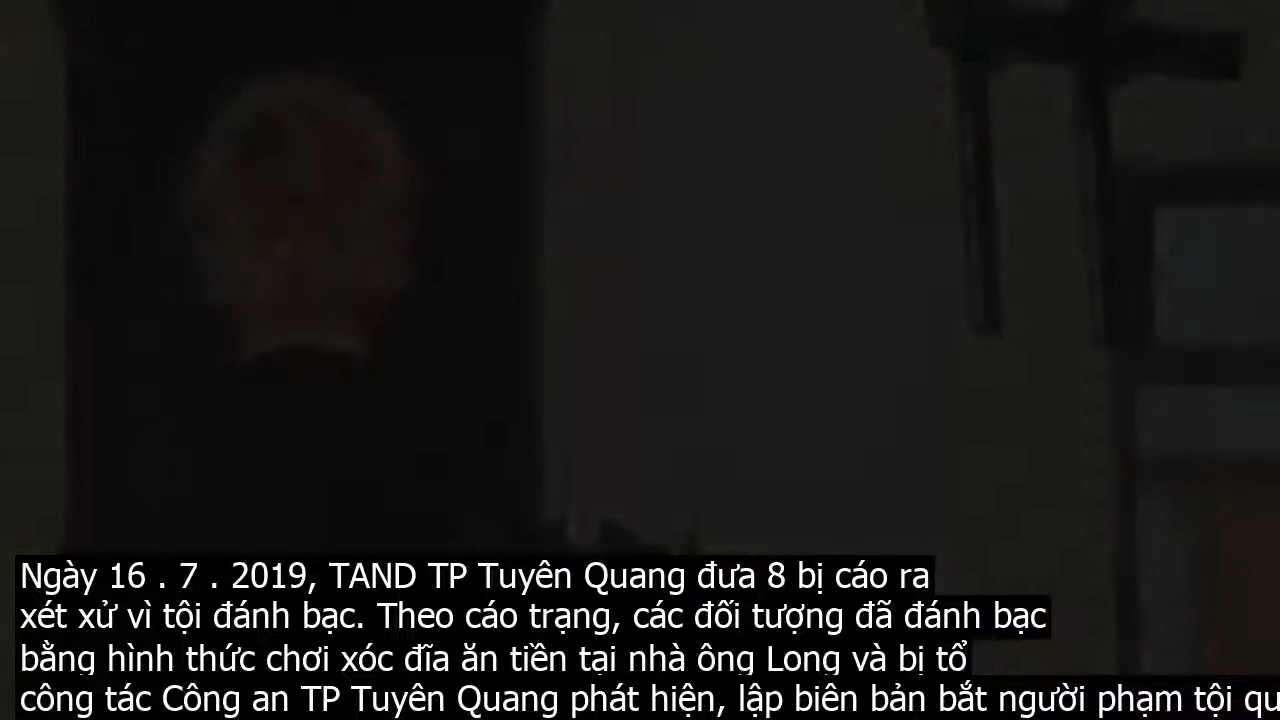 Ngày 16 . 7 . 2019, TAND TP Tuyên Quang đưa 8 bị cáo ra
xét xử vì tội đánh bạc. Theo cáo trạng, các đối tượng đã đánh bạc
bằng hình thức chơi xóc đĩa ăn tiền tại nhà ông Long và bị tổ
công tác Công an TP Tuyên Quang phát hiện, lập biên bản bắt người phạm tội qu